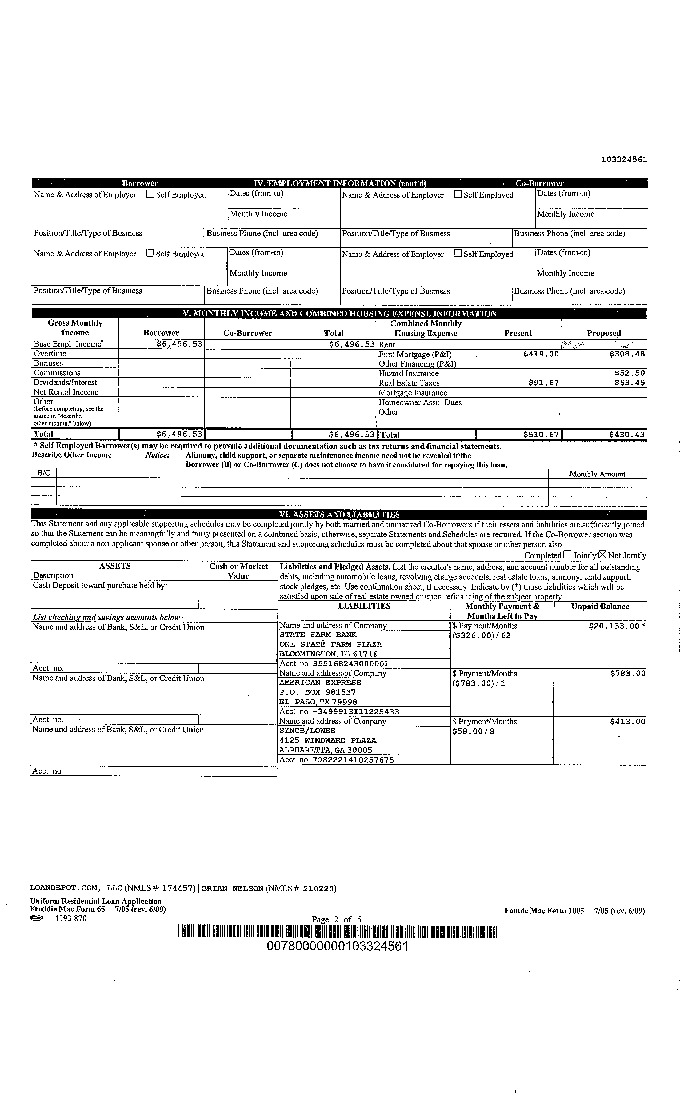 103324561
Borrower IV. EMPLOYMENT INFORMATION (cont'd) Co-Borrower
Name & Address of Employer Self Employed Dates (from-to) Name & Address of Employer Self Employed Dates (from-to)
Monthly Income Monthly Income
Position/Title/Type of Business Business Phone (incl. area code) Position/Title/Type of Business Business Phone (incl. area code)
Name & Address of Employer Self Employed Dates (from-to) Name & Address of Employer Self Employed Dates (from-to)
Monthly Income Monthly Income
Position/Title/Type of Business Business Phone (incl. area code) Position/Title/Type of Business Business Phone (incl. area code)
V. MONTHLY INCOME AND COMBINED HOUSING EXPENSE INFORMATION
Gross Monthly Income Borrower Co-Borrower Total Combined Monthly Housing Expense Present Proposed
Base Empl. Income* $6,496.53 $6,496.53 Rent
Overtime First Mortgage (P&I) $439.00 $308.48
Bonuses Other Financing (P&I)
Commissions Hazard Insurance $52.50
Dividends/Interest Real Estate Taxes $91.67 $69.45
Net Rental Income Mortgage Insurance
Other Homeowner Assn. Dues
(before completing, see the notice in "describe other income," below) Other
Total $6,496.53 $6,496.53 Total $530.67 $430.43
* Self Employed Borrower(s) may be required to provide additional documentation such as tax returns and financial statements.
Describe Other Income Notice: Alimony, child support, or separate maintenance income need not be revealed if the
Borrower (B) or Co-Borrower (C) does not choose to have it considered for repaying this loan.
B/C Monthly Amount
VI. ASSETS AND LIABILITIES
This Statement and any applicable supporting schedules may be completed jointly by both married and unmarried Co-Borrowers if their assets and liabilities are sufficiently joined
so that the Statement can be meaningfully and fairly presented on a combined basis; otherwise, separate Statements and Schedules are required. If the Co-Borrower section was
completed about a non-applicant spouse or other person, this Statement and supporting schedules must be completed about that spouse or other person also.
Completed Jointly Not Jointly
ASSETS Cash or Market Value Liabilities and Pledged Assets. List the creditor's name, address, and account number for all outstanding
Description debts, including automobile loans, revolving charge accounts, real estate loans, alimony, child support,
Cash Deposit toward purchase held by: stock pledges, etc. Use continuation sheet, if necessary. Indicate by (*) those liabilities which will be
satisfied upon sale of real estate owned or upon refinancing of the subject property.
LIABILITIES Monthly Payment & Months Left to Pay Unpaid Balance
List checking and savings accounts below
Name and address of Bank, S&L, or Credit Union Name and address of Company $ Payment/Months $20,153.00*
STATE FARM BANK ($326.00)/62
ONE STATE FARM PLAZA
BLOOMINGTON, IL 61710
Acct. no. Acct. no.
Name and address of Bank, S&L, or Credit Union Name and address of Company $ Payment/Months $783.00
AMERICAN EXPRESS ($783.00)/1
P.O. BOX 981537
EL PASO, TX 79998
Acct. no. Acct. no.
Name and address of Bank, S&L, or Credit Union Name and address of Company $ Payment/Months $413.00
SYNCB/LOWES $58.00/8
4125 WINDWARD PLAZA
ALPHARETTA, GA 30005
Acct. no. Acct. no. 7982221410257675
LOANDEPOT.COM, LLC (NMLS# 174457) | BRIAN NELSON (NMLS# 210223)
Uniform Residential Loan Application
Freddie Mac Form 65 7/05 (rev. 6/09) Fannie Mae Form 1003 7/05 (rev. 6/09)
Page 2 of 5
00780000000103324561